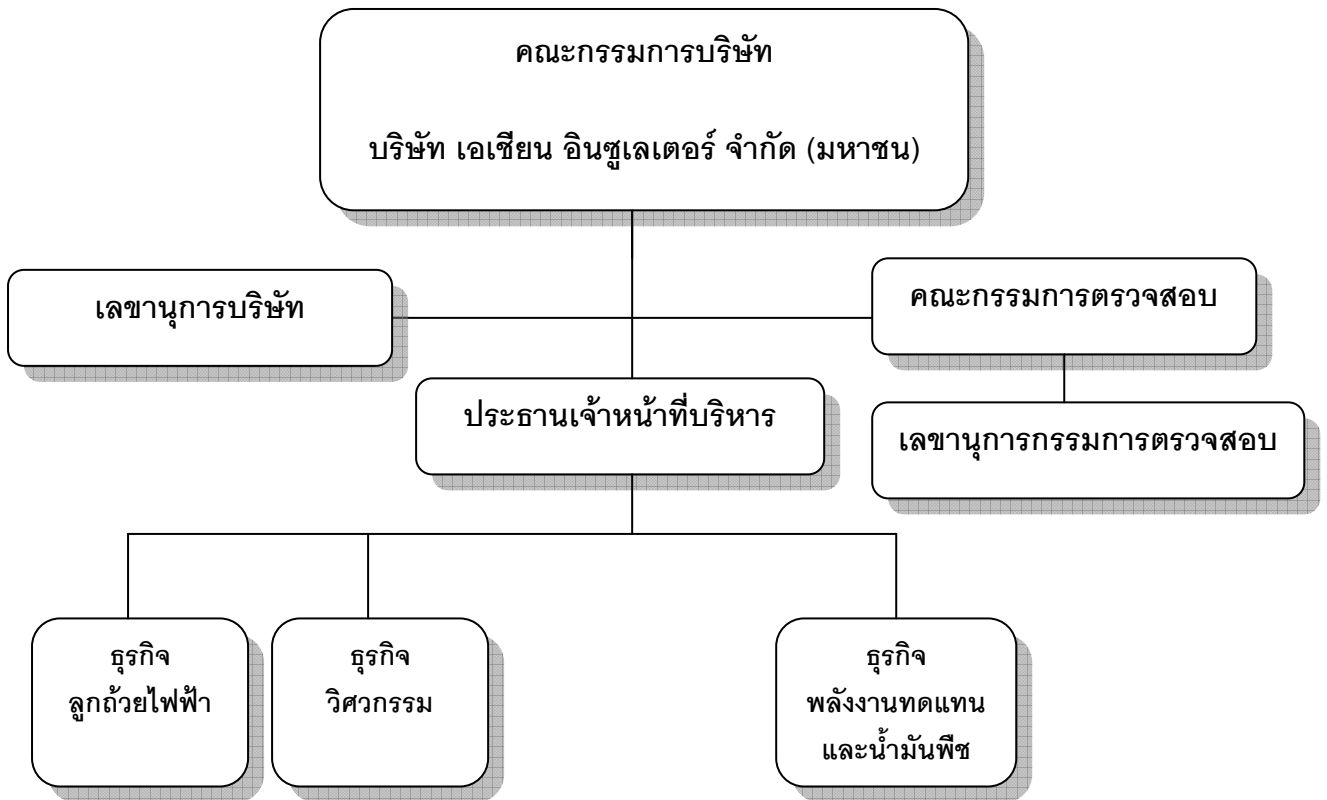 คณะกรรมการบริษัท
บริษัท เอเชียน อินซูเลเตอร์ จำกัด (มหาชน)
เลขานุการบริษัท
คณะกรรมการตรวจสอบ
ประธานเจ้าหน้าที่บริหาร
เลขานุการกรรมการตรวจสอบ
ธุรกิจ
ลูกถ้วยไฟฟ้า
ธุรกิจ
วิศวกรรม
ธุรกิจ
พลังงานทดแทน
และน้ำมันพืช